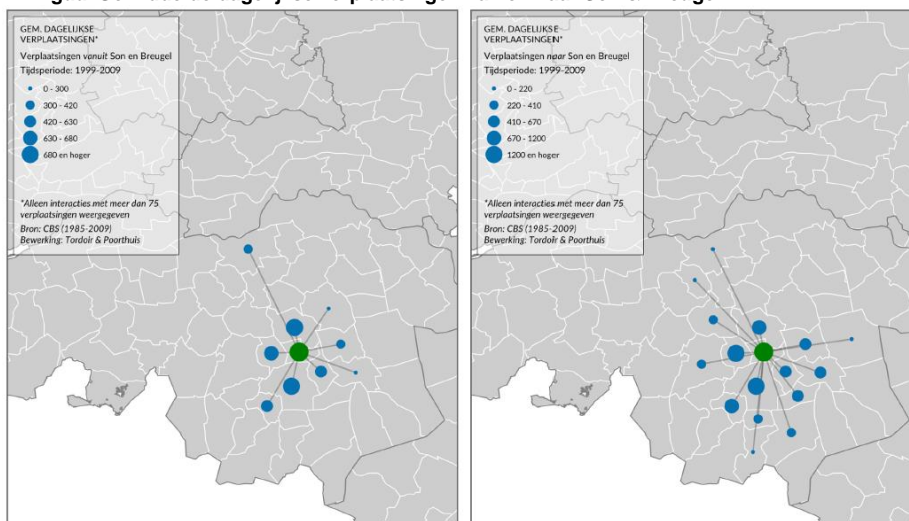 GEM. DAGELIJKSE
VERPLAATSINGEN*
Verplaatsingen vanuit Son en Breugel
Tijdsperiode: 1999-2009
0 - 300
300 - 420
420 - 630
630 - 680
680 en hoger
*Alleen interacties met meer dan 75
verplaatsingen weergegeven
Bron: CBS (1985-2009)
Bewerking: Tordoir & Poorthuis
GEM. DAGELIJKSE
VERPLAATSINGEN*
Verplaatsingen naar Son en Breugel
Tijdsperiode: 1999-2009
0 - 220
220 - 410
410 - 670
670 - 1200
1200 en hoger
*Alleen interacties met meer dan 75
verplaatsingen weergegeven
Bron: CBS (1985-2009)
Bewerking: Tordoir & Poorthuis